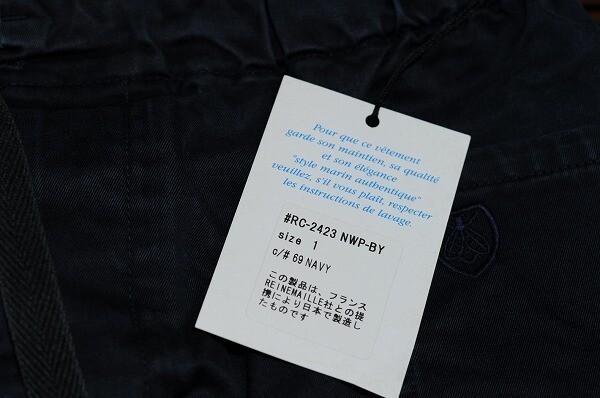 Pour que ce vêtement
garde son maintien, sa qualité
et son élégance
"style marin authentique"
veuillez, s'il vous plaît, respecter
les instructions de lavage.
#RC-2423 NWP-BY
size 1
c/# 69 NAVY
この製品は、フランス
REINEMAILLE社との提
携により日本で製造し
たものです